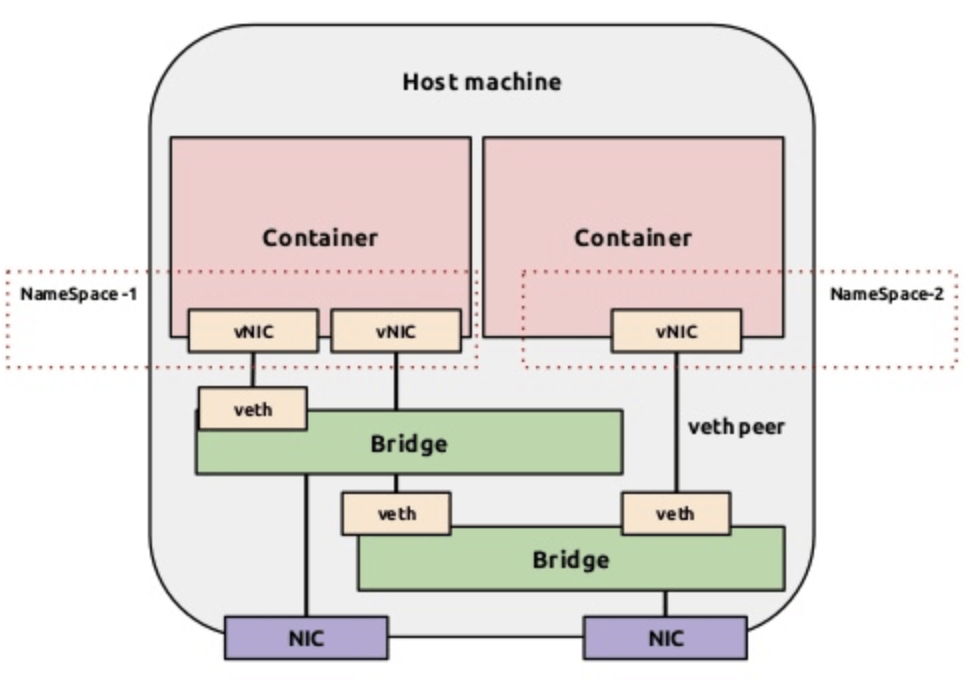 Host machine
Container
Container
NameSpace -1
NameSpace-2
vNIC
vNIC
vNIC
veth
veth peer
Bridge
veth
veth
Bridge
NIC
NIC